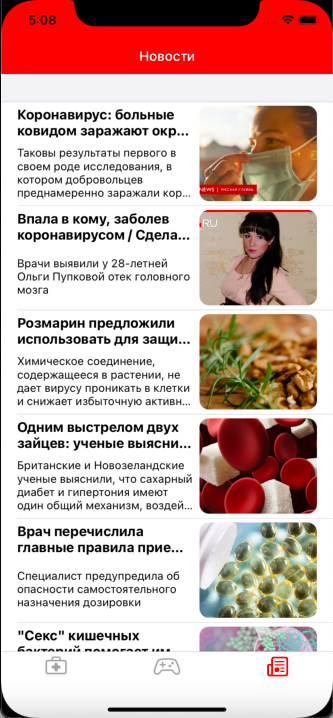 5:08
Новости
Коронавирус: больные
ковидом заражают окр...
Таковы результаты первого в
своем роде исследования, в
котором добровольцев
преднамеренно заражали кор...
NEWS | РУССКАЯ СЛУЖБА
Впала в кому, заболев
коронавирусом / Сдела...
Врачи выявили у 28-летней
Ольги Пупковой отек головного
мозга
RU
Розмарин предложили
использовать для защи...
Химическое соединение,
содержащееся в растении, не
дает вирусу проникать в клетки
и снижает избыточную активн...
Одним выстрелом двух
зайцев: ученые выясни...
Британские и Новозеландские
ученые выяснили, что сахарный
диабет и гипертония имеют
один общий механизм, воздей...
Врач перечислила
главные правила прие...
Специалист предупредила об
опасности самостоятельного
назначения дозировки
"Секс" кишечных
бактерий помогает им